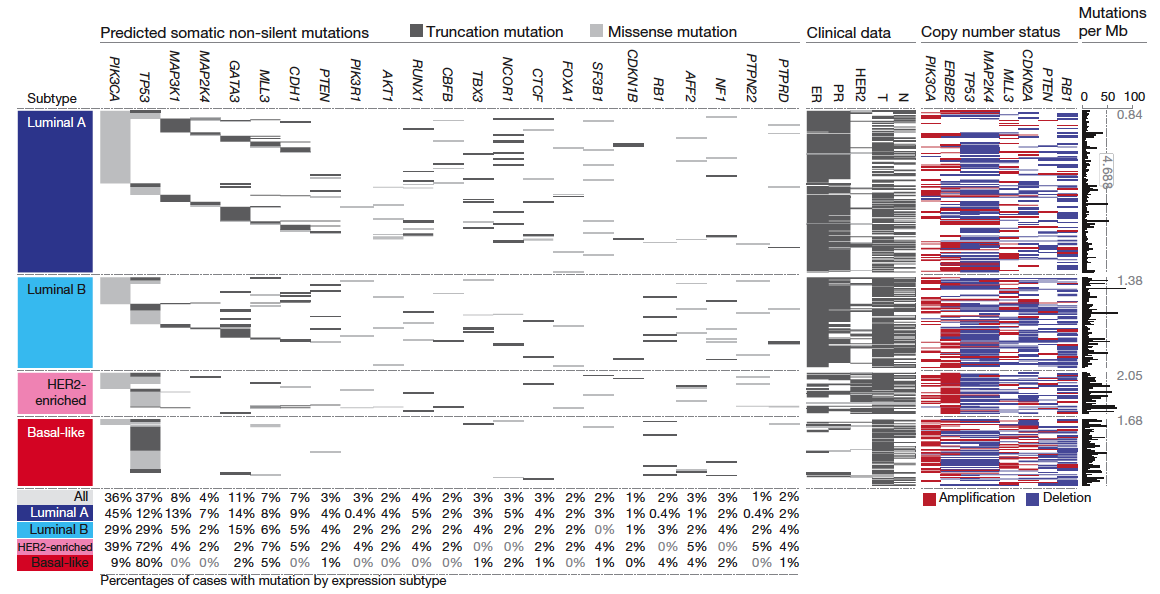 Predicted somatic non-silent mutations
Truncation mutation
Missense mutation
Clinical data
Copy number status
Mutations
per Mb
Subtype
PIK3CA
TP53
MAP3K1
MAP2K4
GATA3
MLL3
CDH1
PTEN
PIK3R1
AKT1
RUNX1
CBFB
TBX3
NCOR1
CTCF
FOXA1
SF3B1
CDKN1B
RB1
AFF2
NF1
PTPN22
PTPRD
ER
PR
HER2
T
N
PIK3CA
ERBB2
TP53
MAP2K4
MLL3
CDKN2A
PTEN
RB1
0 50 100
Luminal A
0.84
4.688
Luminal B
1.38
HER2-
enriched
2.05
Basal-like
1.68
All 36% 37% 8% 4% 11% 7% 7% 3% 3% 2% 4% 2% 3% 3% 3% 2% 2% 1% 2% 3% 3% 1% 2%
Luminal A 45% 12% 13% 7% 14% 8% 9% 4% 0.4% 4% 5% 2% 3% 5% 4% 2% 3% 1% 0.4% 1% 2% 0.4% 2%
Luminal B 29% 29% 5% 2% 15% 6% 5% 4% 2% 2% 2% 2% 4% 2% 2% 2% 0% 1% 3% 2% 4% 2% 4%
HER2-enriched 39% 72% 4% 2% 2% 7% 5% 2% 4% 2% 4% 2% 0% 0% 2% 2% 4% 2% 0% 5% 0% 5% 4%
Basal-like 9% 80% 0% 0% 2% 5% 0% 1% 0% 0% 0% 0% 1% 2% 1% 0% 1% 0% 4% 4% 2% 0% 1%
Amplification
Deletion
Percentages of cases with mutation by expression subtype